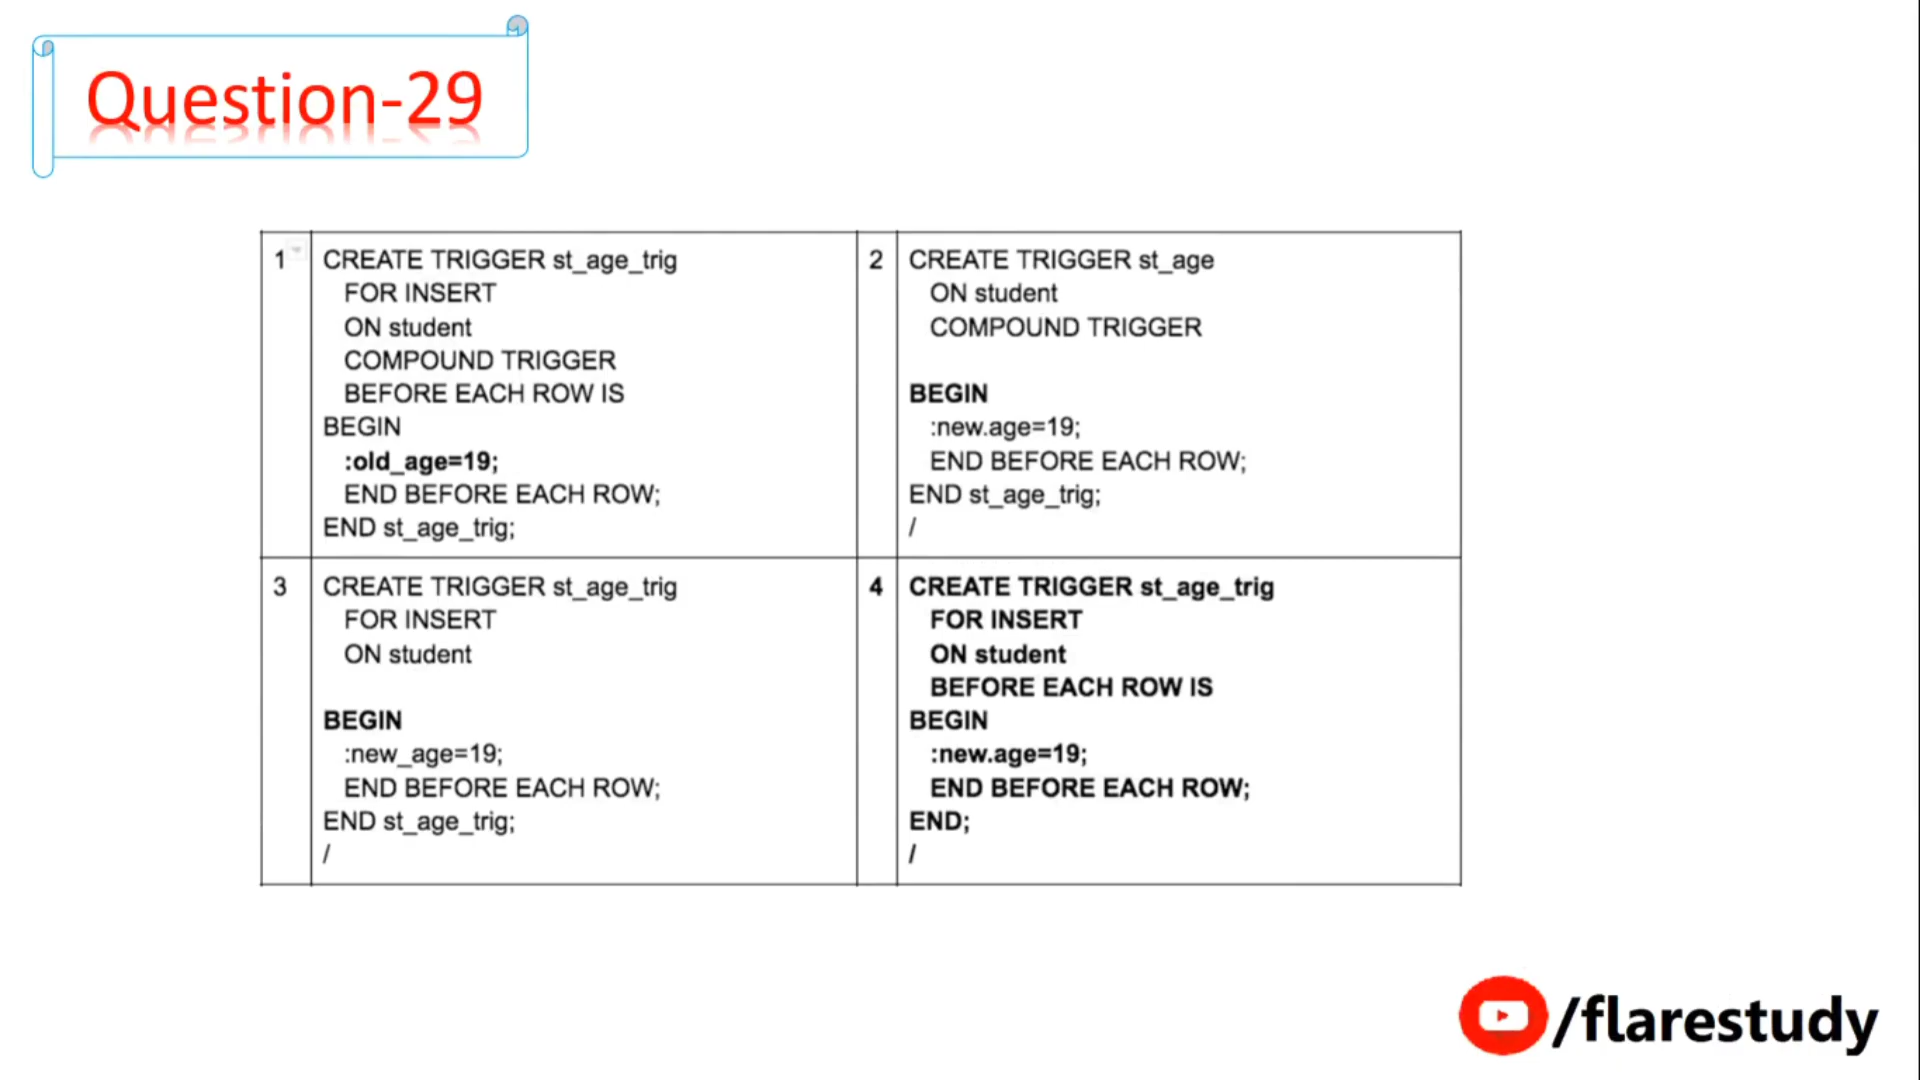 Question-29
1
CREATE TRIGGER st_age_trig
FOR INSERT
ON student
COMPOUND TRIGGER
BEFORE EACH ROW IS
BEGIN
:old_age=19;
END BEFORE EACH ROW;
END st_age_trig;
2
CREATE TRIGGER st_age
ON student
COMPOUND TRIGGER
BEGIN
:new.age=19;
END BEFORE EACH ROW;
END st_age_trig;
/
3
CREATE TRIGGER st_age_trig
FOR INSERT
ON student
BEGIN
:new_age=19;
END BEFORE EACH ROW;
END st_age_trig;
/
4
CREATE TRIGGER st_age_trig
FOR INSERT
ON student
BEFORE EACH ROW IS
BEGIN
:new.age=19;
END BEFORE EACH ROW;
END;
/
/flarestudy